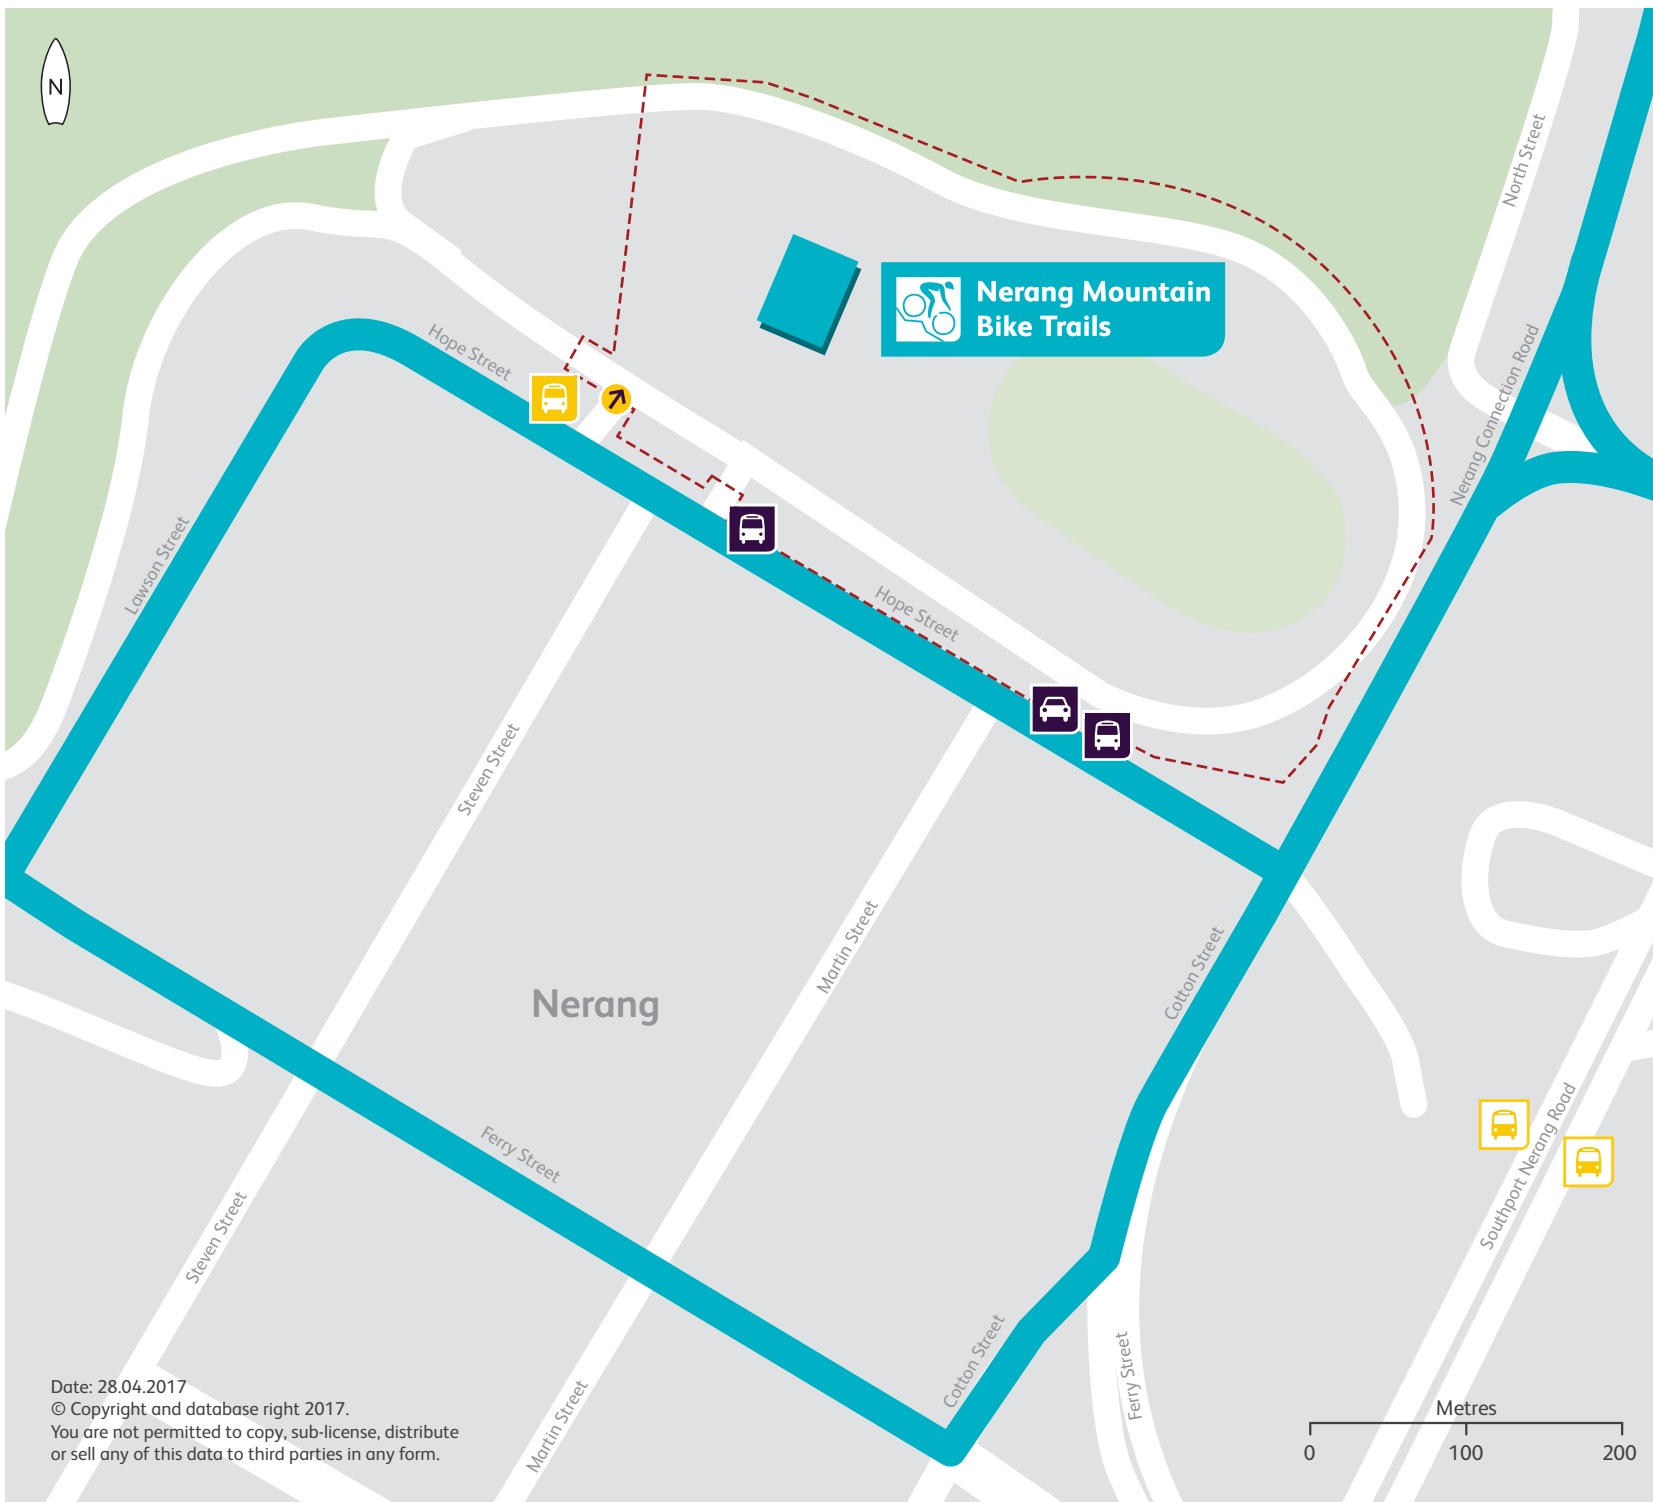 N
North Street
Nerang Mountain
Bike Trails
Hope Street
Nerang Connection Road
Lawson Street
Hope Street
Steven Street
Martin Street
Cotton Street
Nerang
Southport Nerang Road
Ferry Street
Steven Street
Cotton Street
Ferry Street
Martin Street
Date: 28.04.2017
© Copyright and database right 2017.
You are not permitted to copy, sub-license, distribute
or sell any of this data to third parties in any form.
Metres
0 100 200